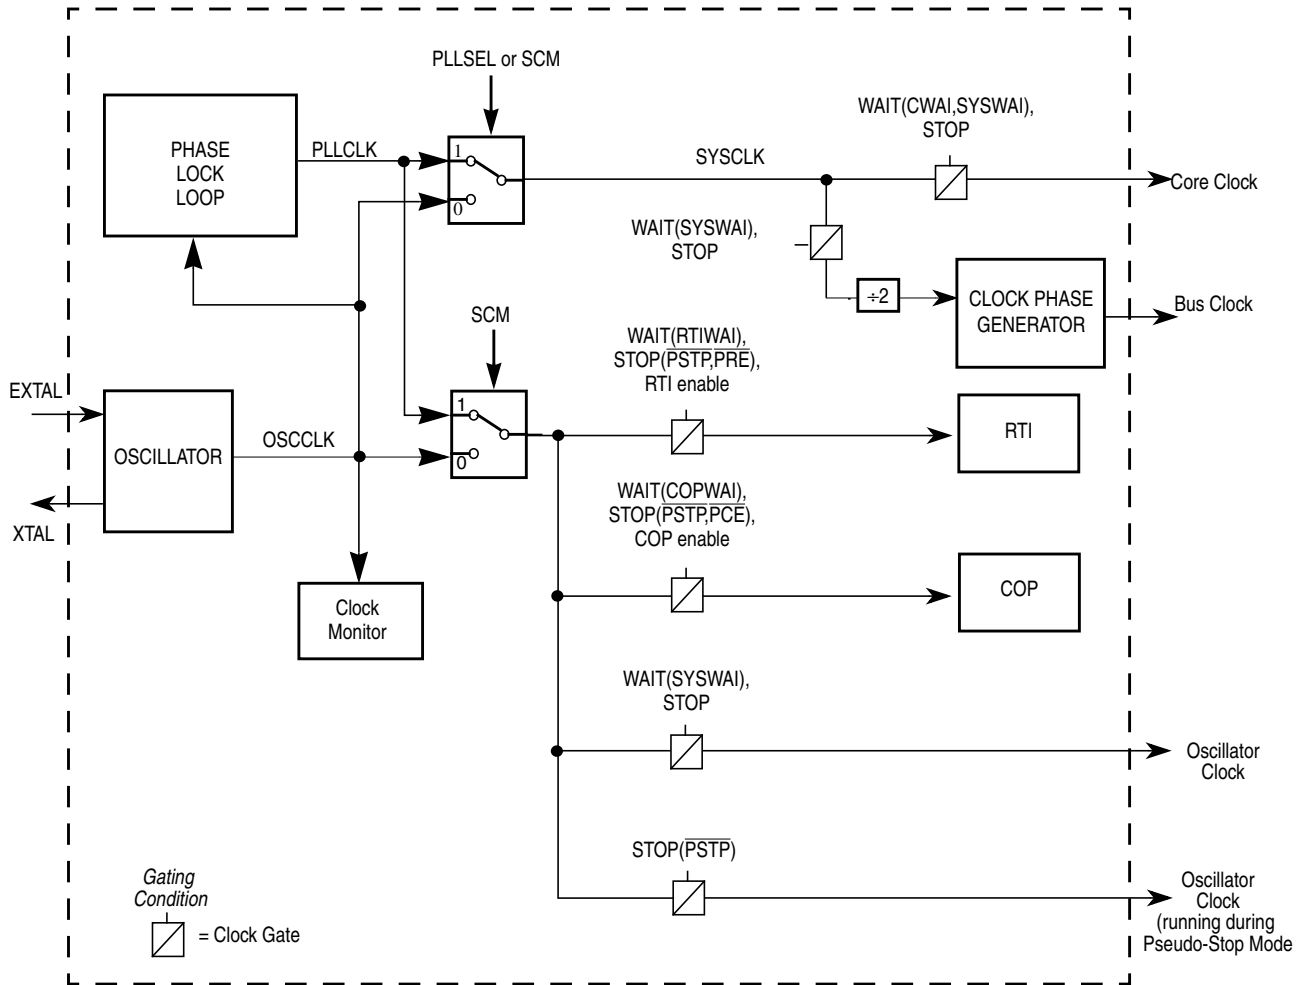 PLLSEL or SCM
WAIT(CWAI,SYSWAI),
STOP
PHASE
LOCK
LOOP
PLLCLK
1
0
SYSCLK
Core Clock
WAIT(SYSWAI),
STOP
÷2
CLOCK PHASE
GENERATOR
Bus Clock
SCM
WAIT(RTIWAI),
STOP(PSTP,PRE),
RTI enable
EXTAL
OSCILLATOR
OSCCLK
1
0
RTI
XTAL
WAIT(COPWAI),
STOP(PSTP,PCE),
COP enable
COP
Clock
Monitor
WAIT(SYSWAI),
STOP
Oscillator
Clock
STOP(PSTP)
Oscillator
Clock
(running during
Pseudo-Stop Mode
Gating
Condition
= Clock Gate